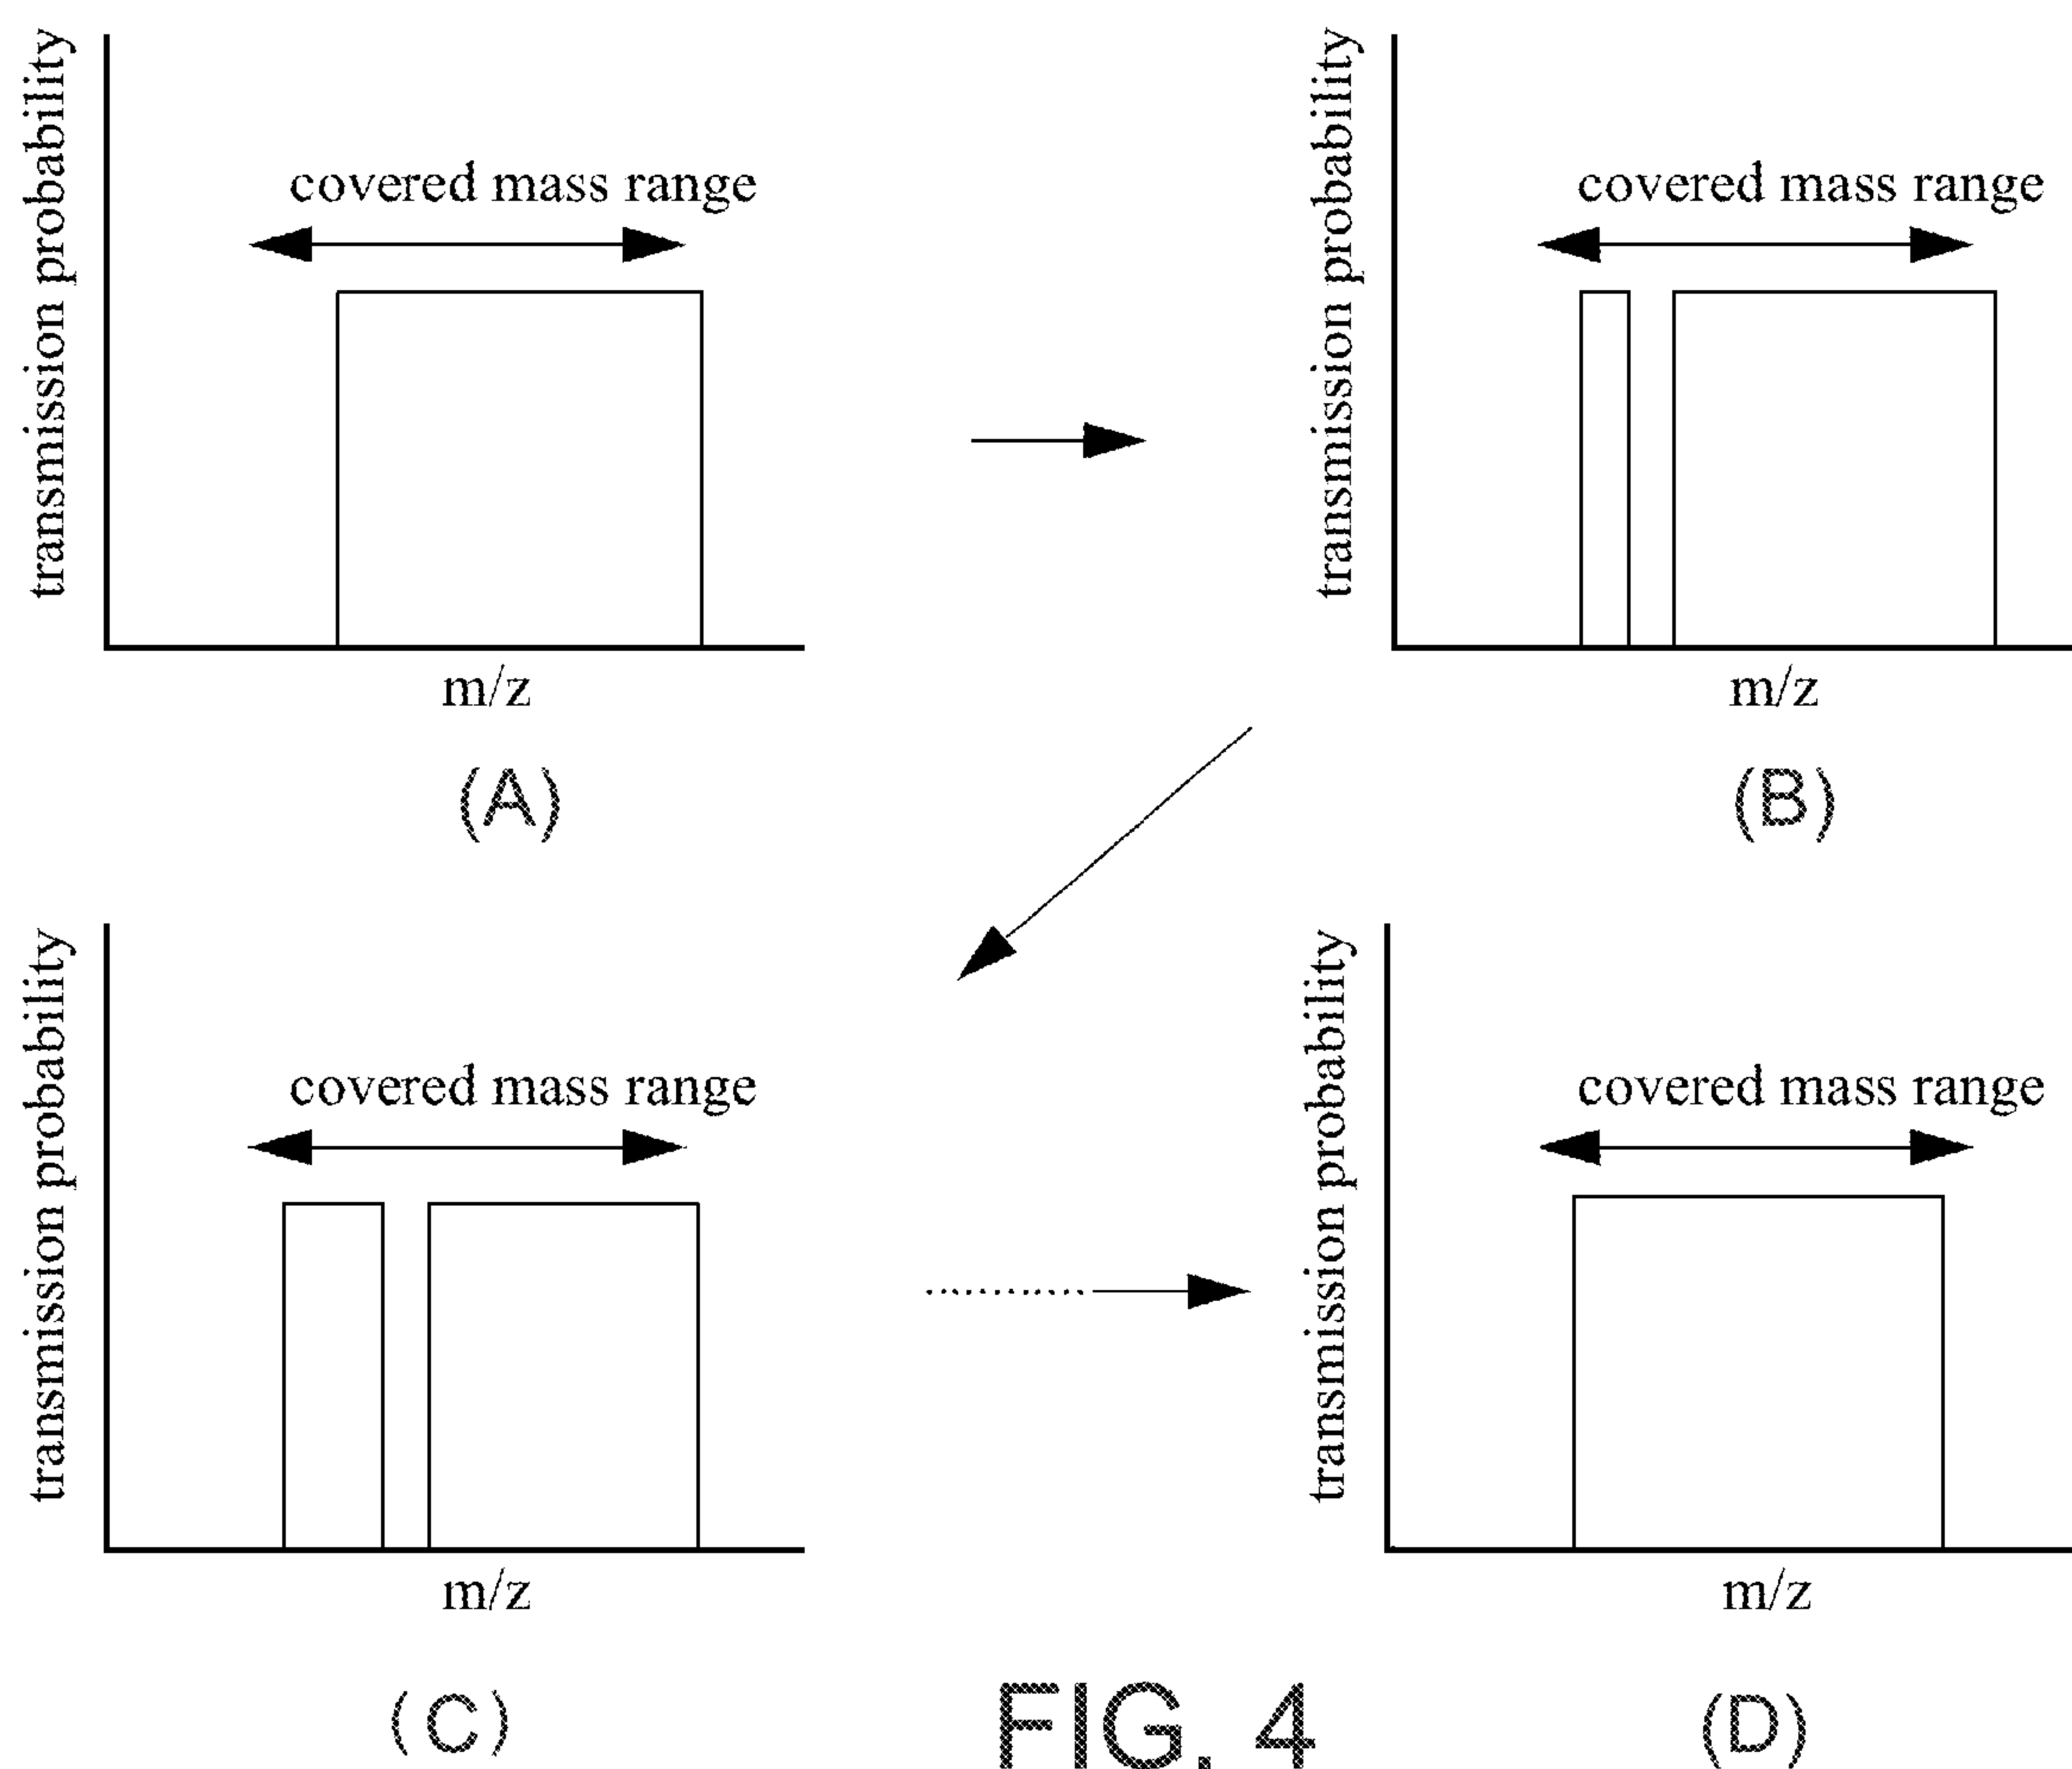 transmission probability
covered mass range
m/z
(A)
transmission probability
covered mass range
m/z
(B)
transmission probability
covered mass range
m/z
(C)
transmission probability
covered mass range
m/z
(D)
FIG. 4